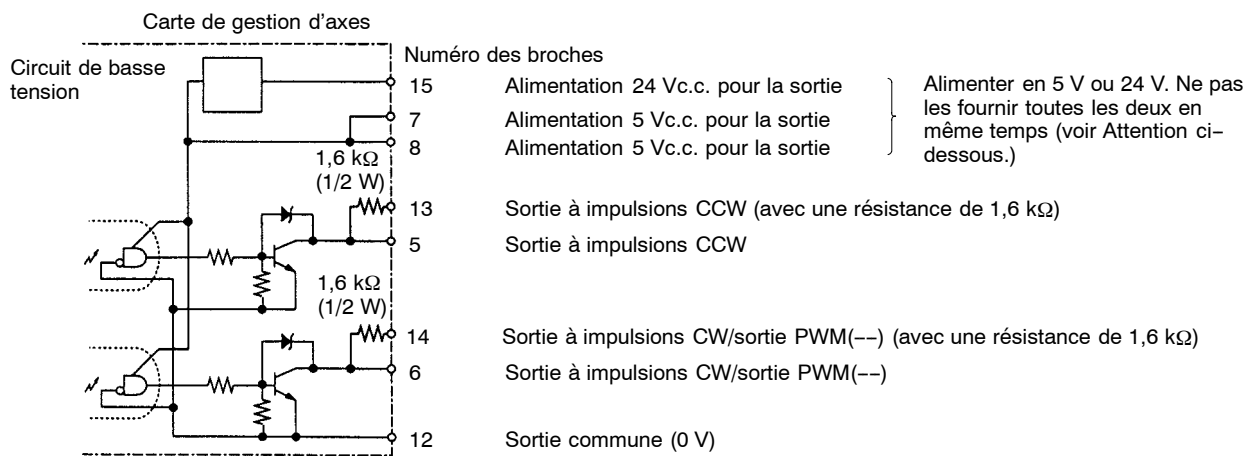 Carte de gestion d'axes
Circuit de basse
tension
Numéro des broches
15 Alimentation 24 Vc.c. pour la sortie
7 Alimentation 5 Vc.c. pour la sortie
8 Alimentation 5 Vc.c. pour la sortie
Alimenter en 5 V ou 24 V. Ne pas
les fournir toutes les deux en
même temps (voir Attention ci–
dessous.)
1,6 kΩ
(1/2 W)
13 Sortie à impulsions CCW (avec une résistance de 1,6 kΩ)
5 Sortie à impulsions CCW
1,6 kΩ
(1/2 W)
14 Sortie à impulsions CW/sortie PWM(––) (avec une résistance de 1,6 kΩ)
6 Sortie à impulsions CW/sortie PWM(––)
12 Sortie commune (0 V)